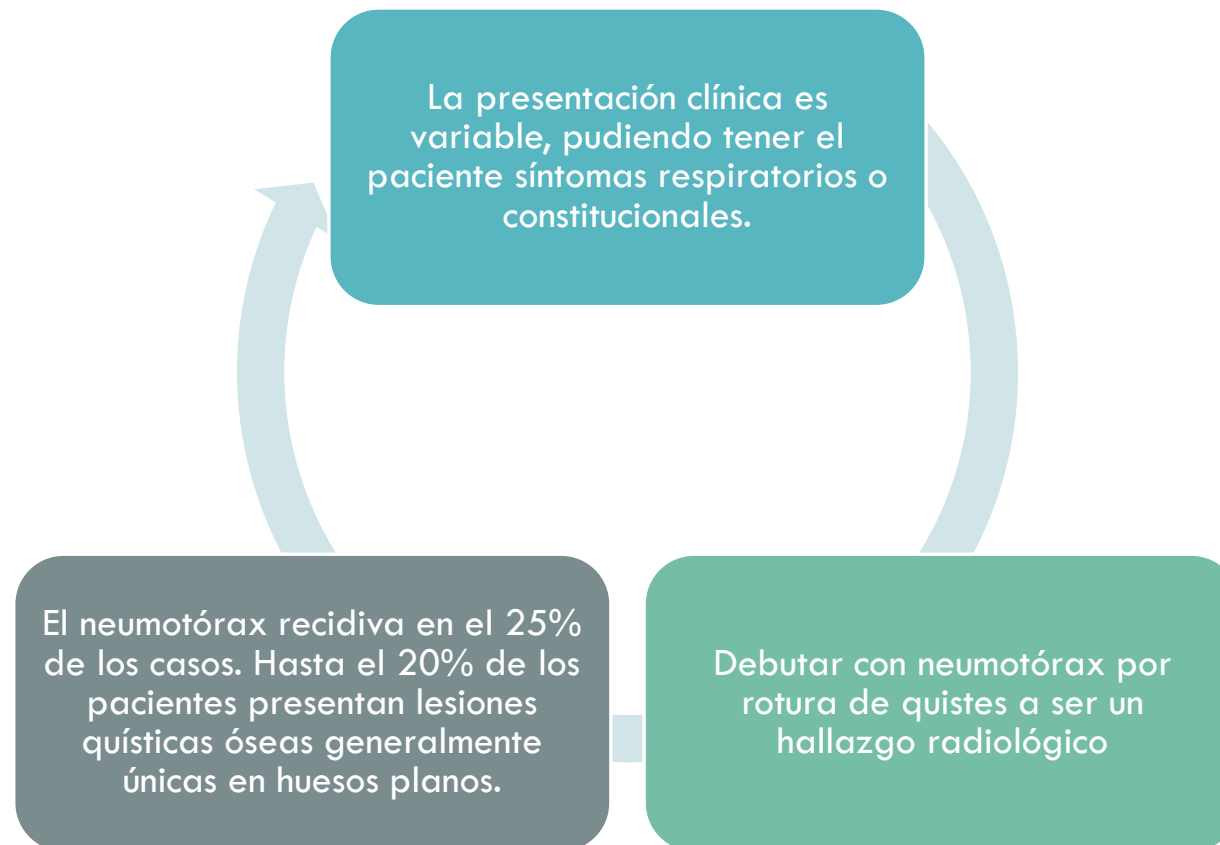 La presentación clínica es
variable, pudiendo tener el
paciente síntomas respiratorios o
constitucionales.
El neumotórax recidiva en el 25%
de los casos. Hasta el 20% de los
pacientes presentan lesiones
quísticas óseas generalmente
únicas en huesos planos.
Debutar con neumotórax por
rotura de quistes a ser un
hallazgo radiológico